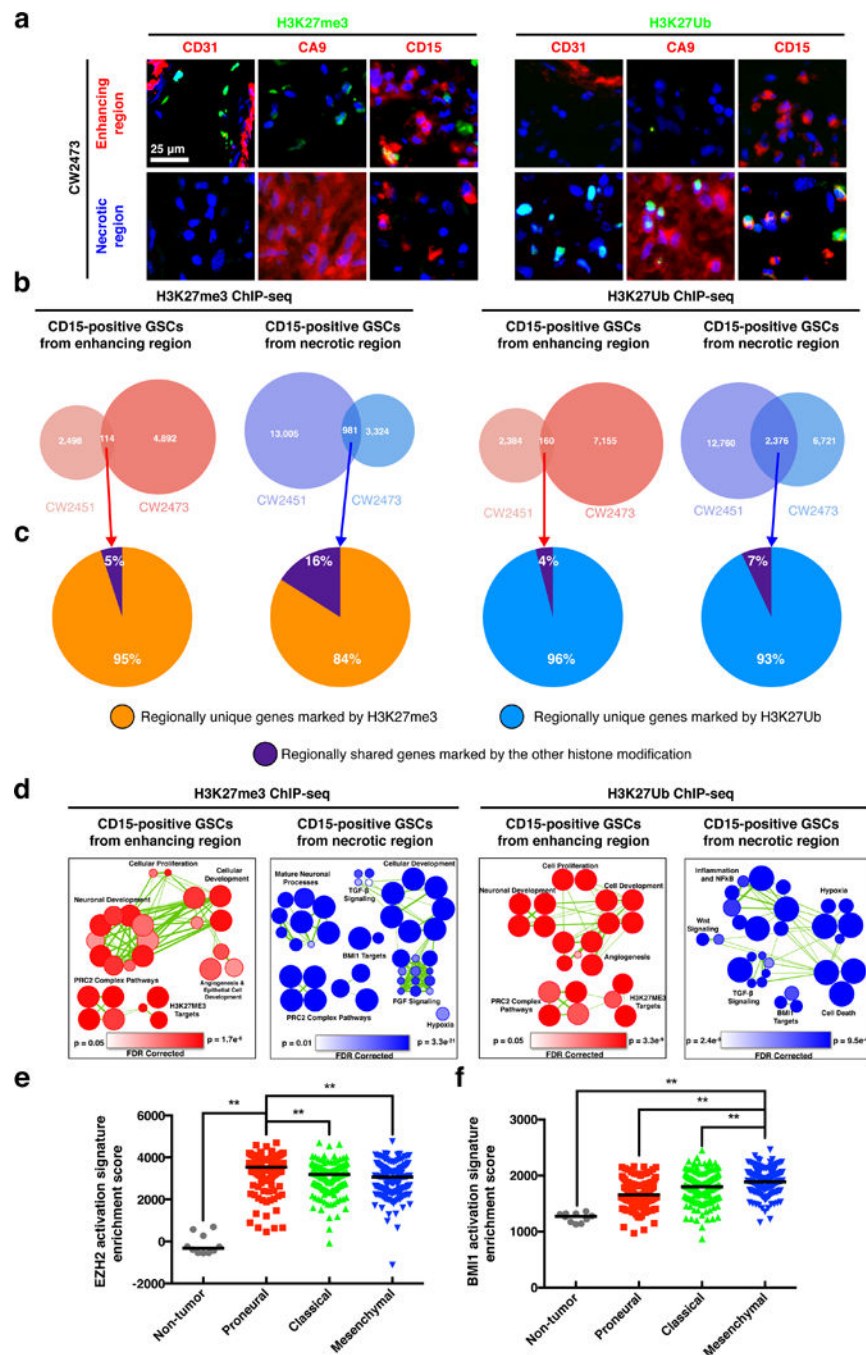 a
H3K27me3
H3K27Ub
CD31 CA9 CD15 CD31 CA9 CD15
CW2473
Enhancing region
25 μm
Necrotic region
b
H3K27me3 ChIP-seq
H3K27Ub ChIP-seq
CD15-positive GSCs from enhancing region
CD15-positive GSCs from necrotic region
CD15-positive GSCs from enhancing region
CD15-positive GSCs from necrotic region
2,498 114 4,892
13,005 981 3,324
2,384 160 7,155
12,760 2,376 6,721
CW2451 CW2473
CW2451 CW2473
CW2451 CW2473
CW2451 CW2473
c
5% 95%
16% 84%
4% 96%
7% 93%
Regionally unique genes marked by H3K27me3
Regionally unique genes marked by H3K27Ub
Regionally shared genes marked by the other histone modification
d
H3K27me3 ChIP-seq
H3K27Ub ChIP-seq
CD15-positive GSCs from enhancing region
CD15-positive GSCs from necrotic region
CD15-positive GSCs from enhancing region
CD15-positive GSCs from necrotic region
Cellular Proliferation
Cellular Development
Neuronal Development
Angiogenesis & Epithelial Cell Development
PRC2 Complex Pathways
H3K27ME3 Targets
p = 0.05
FDR Corrected
Cellular Development
Mature Neuronal Processes
TGF-β Signaling
BMI1 Targets
FGF Signaling
PRC2 Complex Pathways
Hypoxia
p = 0.01
p = 3.3e-31
FDR Corrected
Cell Proliferation
Neuronal Development
Cell Development
Angiogenesis
PRC2 Complex Pathways
H3K27ME3 Targets
p = 0.05
FDR Corrected
Inflammation and NFkB
Hypoxia
Wnt Signaling
TGF-β Signaling
BMI1 Targets
Cell Death
FDR Corrected
e
EZH2 activation signature enrichment score
6000
4000
2000
0
-2000
** ** **
Non-tumor
Proneural
Classical
Mesenchymal
f
BMI1 activation signature enrichment score
3000
2000
1000
0
** ** **
Non-tumor
Proneural
Classical
Mesenchymal